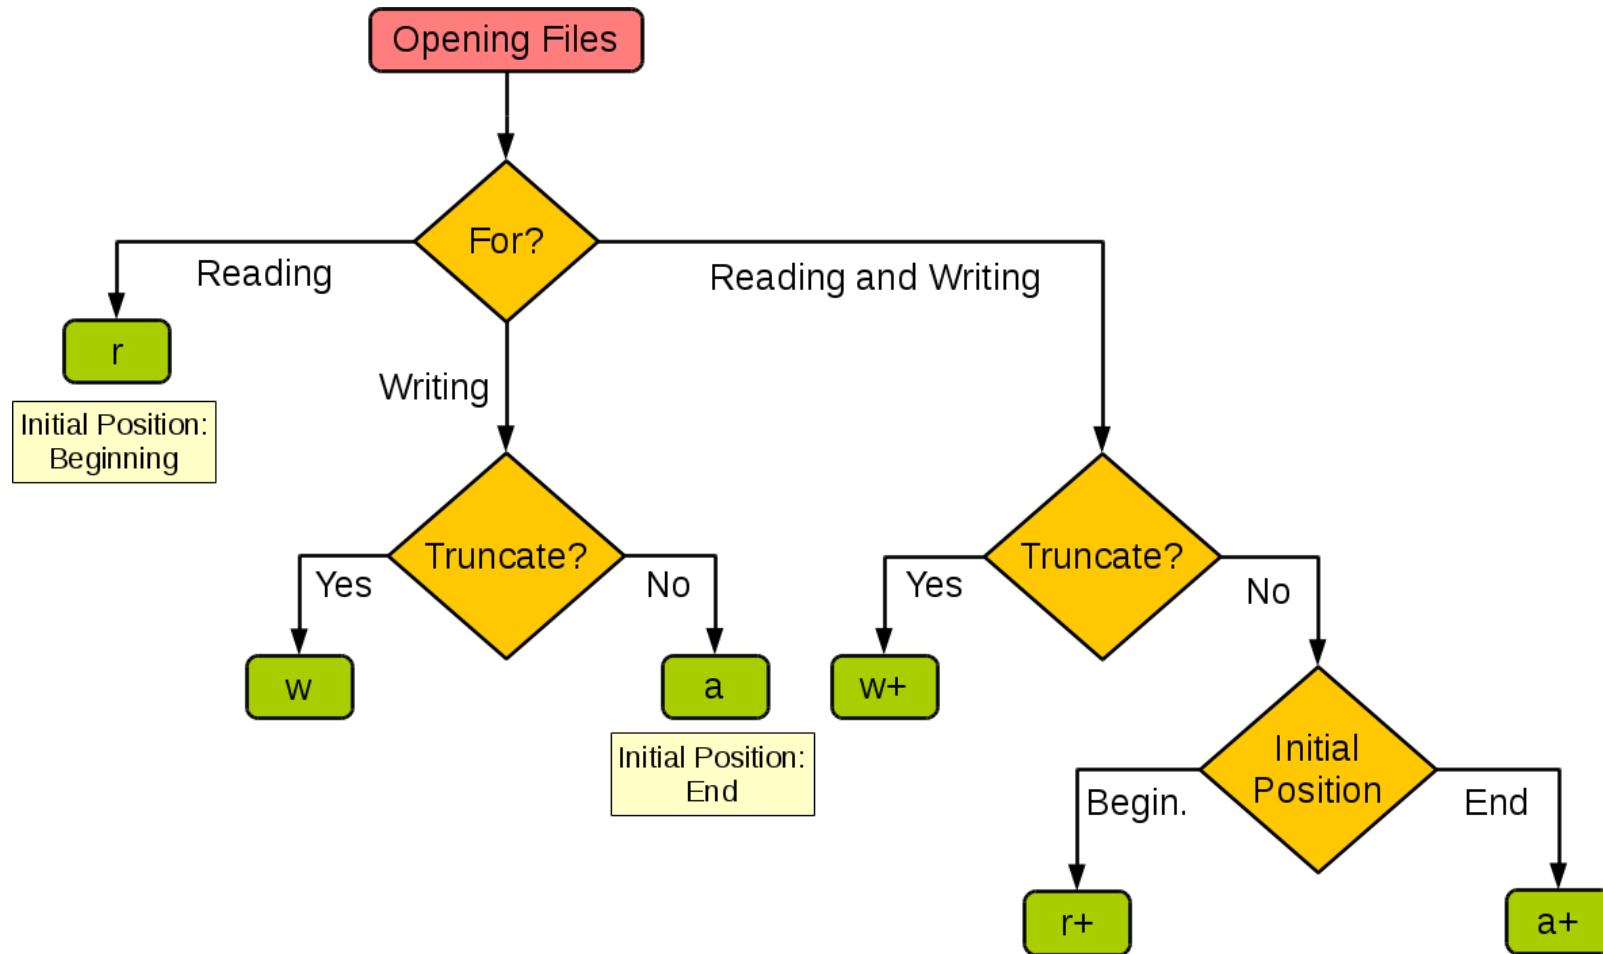 Opening Files
For?
Reading
Reading and Writing
r
Writing
Initial Position:
Beginning
Truncate?
Yes
No
w
a
Initial Position:
End
Truncate?
Yes
No
w+
Initial
Position
Begin.
End
r+
a+